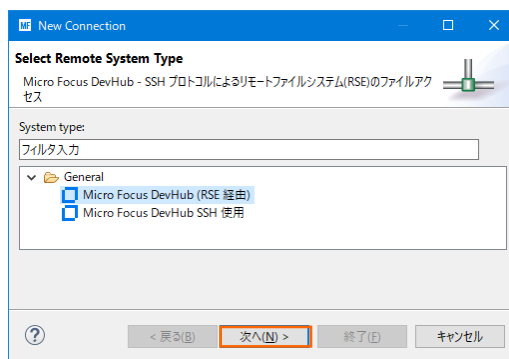 MF New Connection
Select Remote System Type
Micro Focus DevHub - SSH プロトコルによるリモートファイルシステム(RSE)のファイルアク
セス
System type:
フィルタ入力
General
Micro Focus DevHub (RSE 経由)
Micro Focus DevHub SSH 使用
? < 戻る(B) 次へ(N) > 終了(F) キャンセル